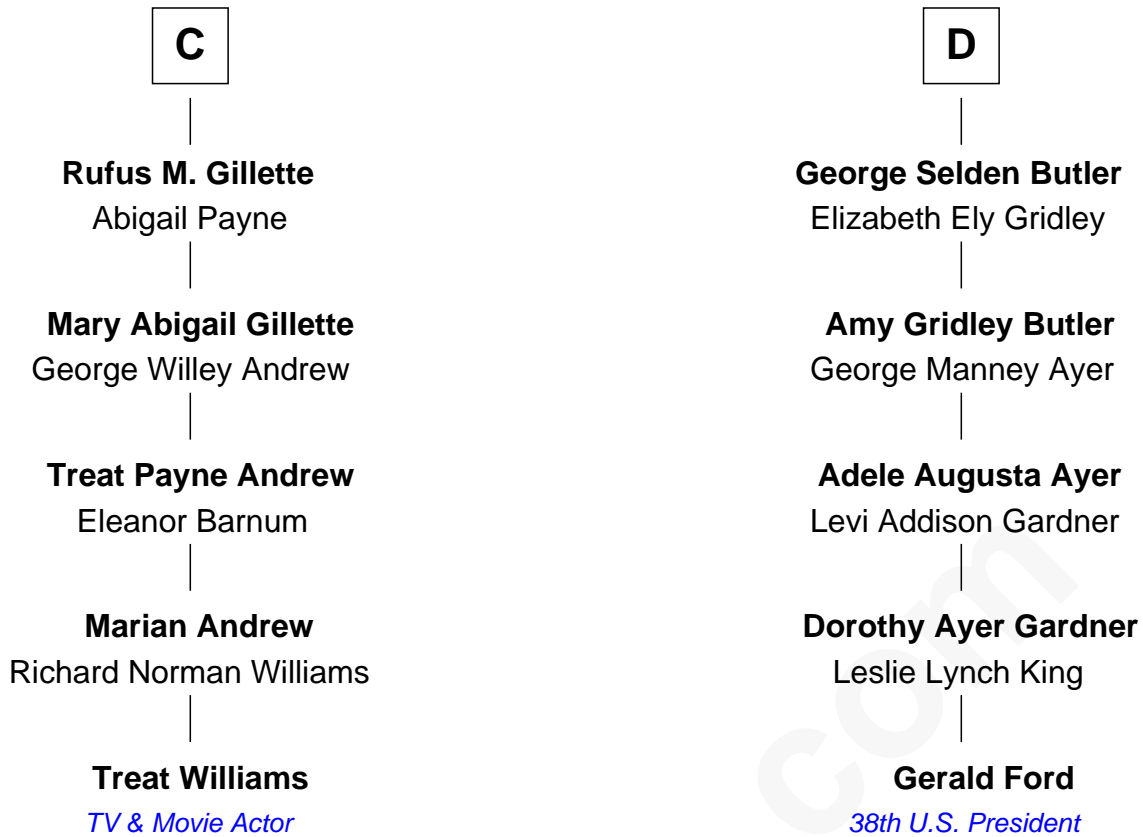 C
Rufus M. Gillette
Abigail Payne
Mary Abigail Gillette
George Willey Andrew
Treat Payne Andrew
Eleanor Barnum
Marian Andrew
Richard Norman Williams
Treat Williams
TV & Movie Actor
D
George Selden Butler
Elizabeth Ely Gridley
Amy Gridley Butler
George Manney Ayer
Adele Augusta Ayer
Levi Addison Gardner
Dorothy Ayer Gardner
Leslie Lynch King
Gerald Ford
38th U.S. President
com